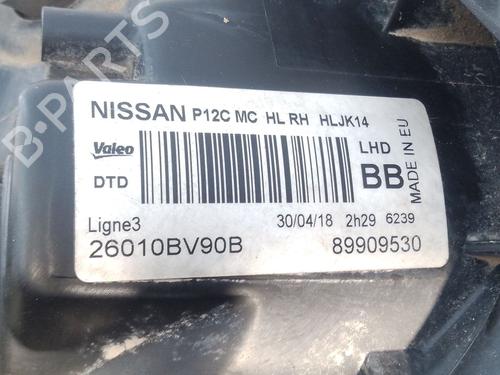 B-PARTS
NISSAN P12C MC HL RH HLJK14
Valeo
LHD
DTD
BB
MADE IN EU
Ligne3
30/04/18 2h29 6239
26010BV90B
89909530